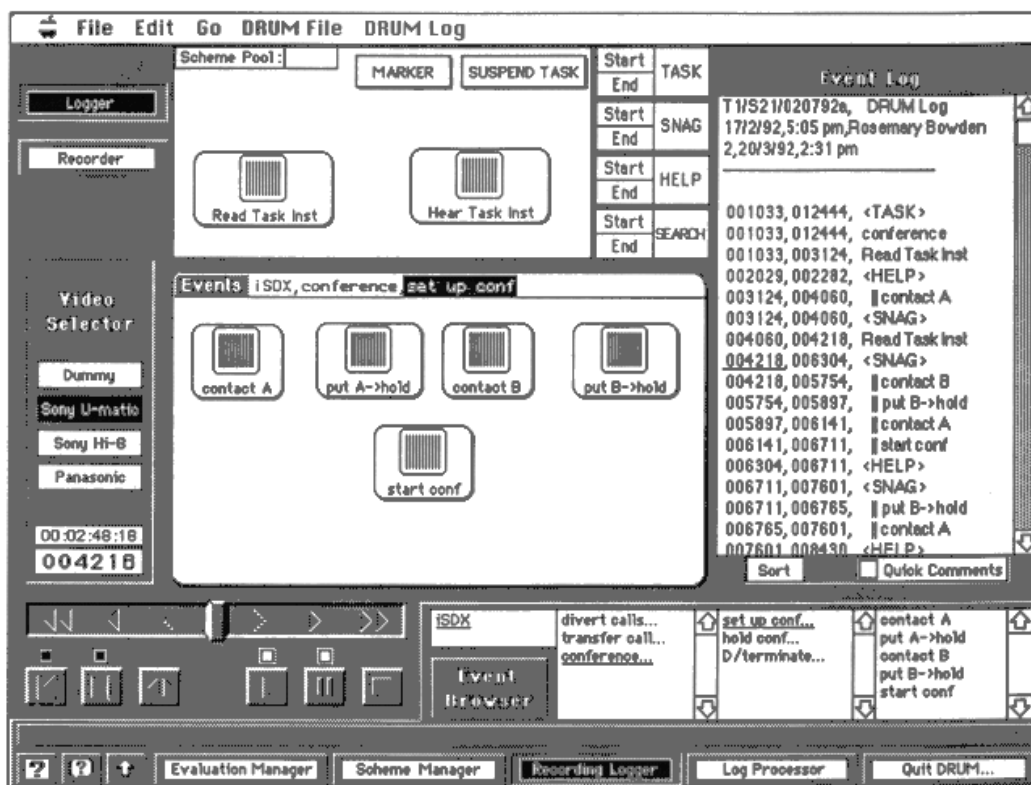 File Edit Go DRUM File DRUM Log
Logger
Recorder
Video
Selector
Dummy
Sony U-matic
Sony Hi-8
Panasonic
00:02:48:18
004218
Scheme Pool:
MARKER
SUSPEND TASK
Read Task Inst
Hear Task Inst
Start
End
TASK
Start
End
SNAG
Start
End
HELP
Start
End
SEARCH
Events iSDX,conference,set up conf
contact A
put A->hold
contact B
put B->hold
start conf
Event Log
T1/S21/020792a, DRUM Log
17/2/92,5:05 pm,Rosemary Bowden
2,20/3/92,2:31 pm
001033,012444, <TASK>
001033,012444, conference
001033,003124, Read Task Inst
002029,002282, <HELP>
003124,004060, ||contact A
003124,004060, <SNAG>
004060,004218, Read Task Inst
004218,006304, <SNAG>
004218,005754, ||contact B
005754,005897, ||put B->hold
005897,006141, ||contact A
006141,006711, ||start conf
006304,006711, <HELP>
006711,007601, <SNAG>
006711,006765, ||put B->hold
006765,007601, ||contact A
007601,008430, <HELP>
Sort
Quick Comments
iSDX
Event
Browser
divert calls...
transfer call...
conference...
set up conf...
hold conf...
D/terminate...
contact A
put A->hold
contact B
put B->hold
start conf
? (?)
Evaluation Manager
Scheme Manager
Recording Logger
Log Processor
Quit DRUM...